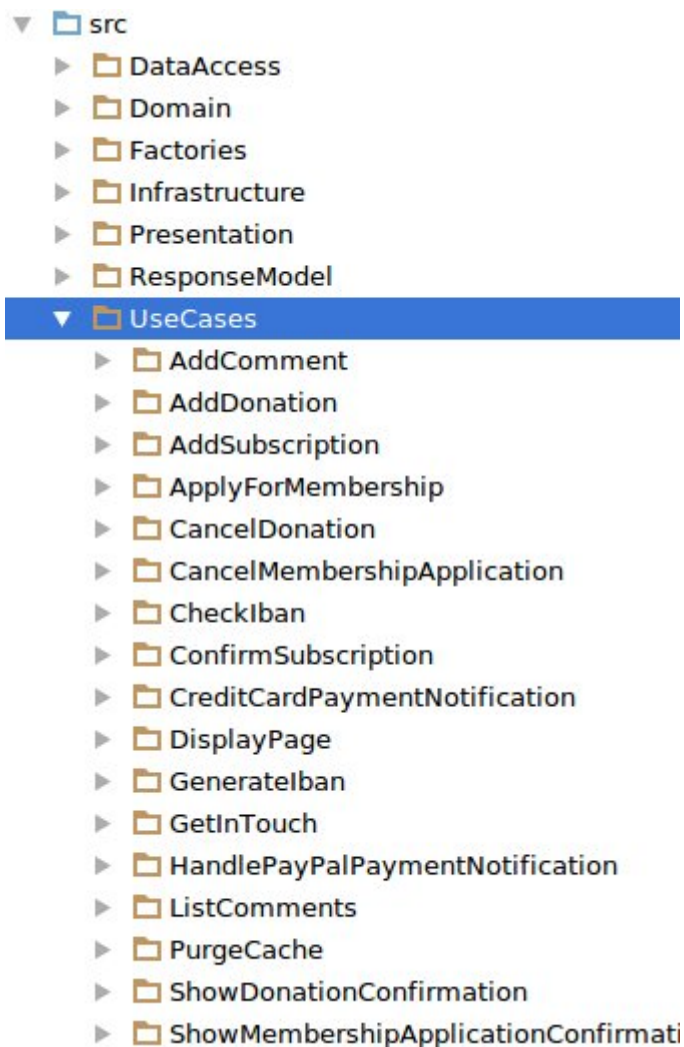 src
DataAccess
Domain
Factories
Infrastructure
Presentation
ResponseModel
UseCases
AddComment
AddDonation
AddSubscription
ApplyForMembership
CancelDonation
CancelMembershipApplication
CheckIban
ConfirmSubscription
CreditCardPaymentNotification
DisplayPage
GenerateIban
GetInTouch
HandlePayPalPaymentNotification
ListComments
PurgeCache
ShowDonationConfirmation
ShowMembershipApplicationConfirmati